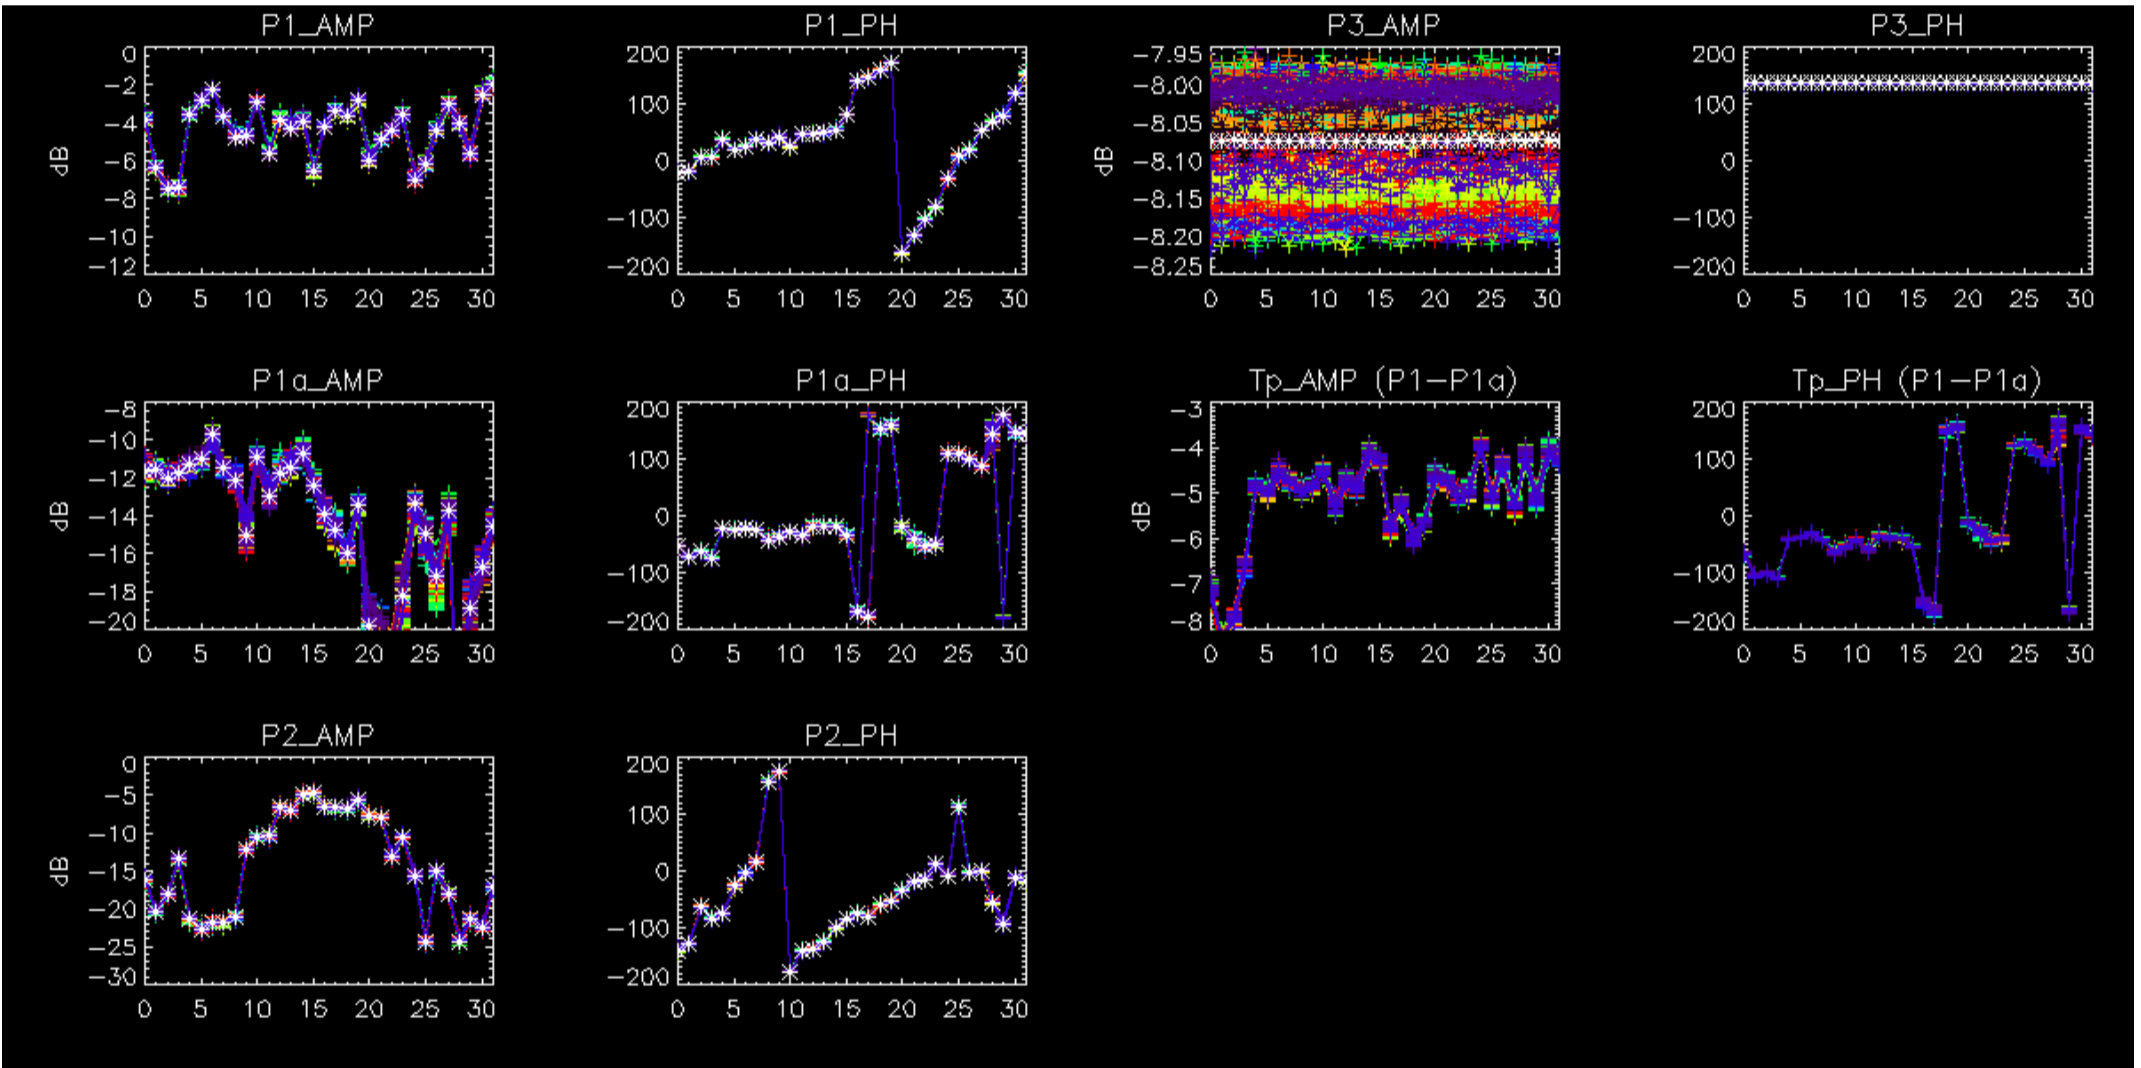 P1_AMP
dB
0
-2
-4
-6
-8
-10
-12
0 5 10 15 20 25 30
P1_PH
200
100
0
-100
-200
0 5 10 15 20 25 30
P3_AMP
dB
-7.95
-8.00
-8.05
-8.10
-8.15
-8.20
-8.25
0 5 10 15 20 25 30
P3_PH
200
100
0
-100
-200
0 5 10 15 20 25 30
P1a_AMP
dB
-8
-10
-12
-14
-16
-18
-20
0 5 10 15 20 25 30
P1a_PH
200
100
0
-100
-200
0 5 10 15 20 25 30
Tp_AMP (P1-P1a)
dB
-3
-4
-5
-6
-7
-8
0 5 10 15 20 25 30
Tp_PH (P1-P1a)
200
100
0
-100
-200
0 5 10 15 20 25 30
P2_AMP
dB
0
-5
-10
-15
-20
-25
-30
0 5 10 15 20 25 30
P2_PH
200
100
0
-100
-200
0 5 10 15 20 25 30